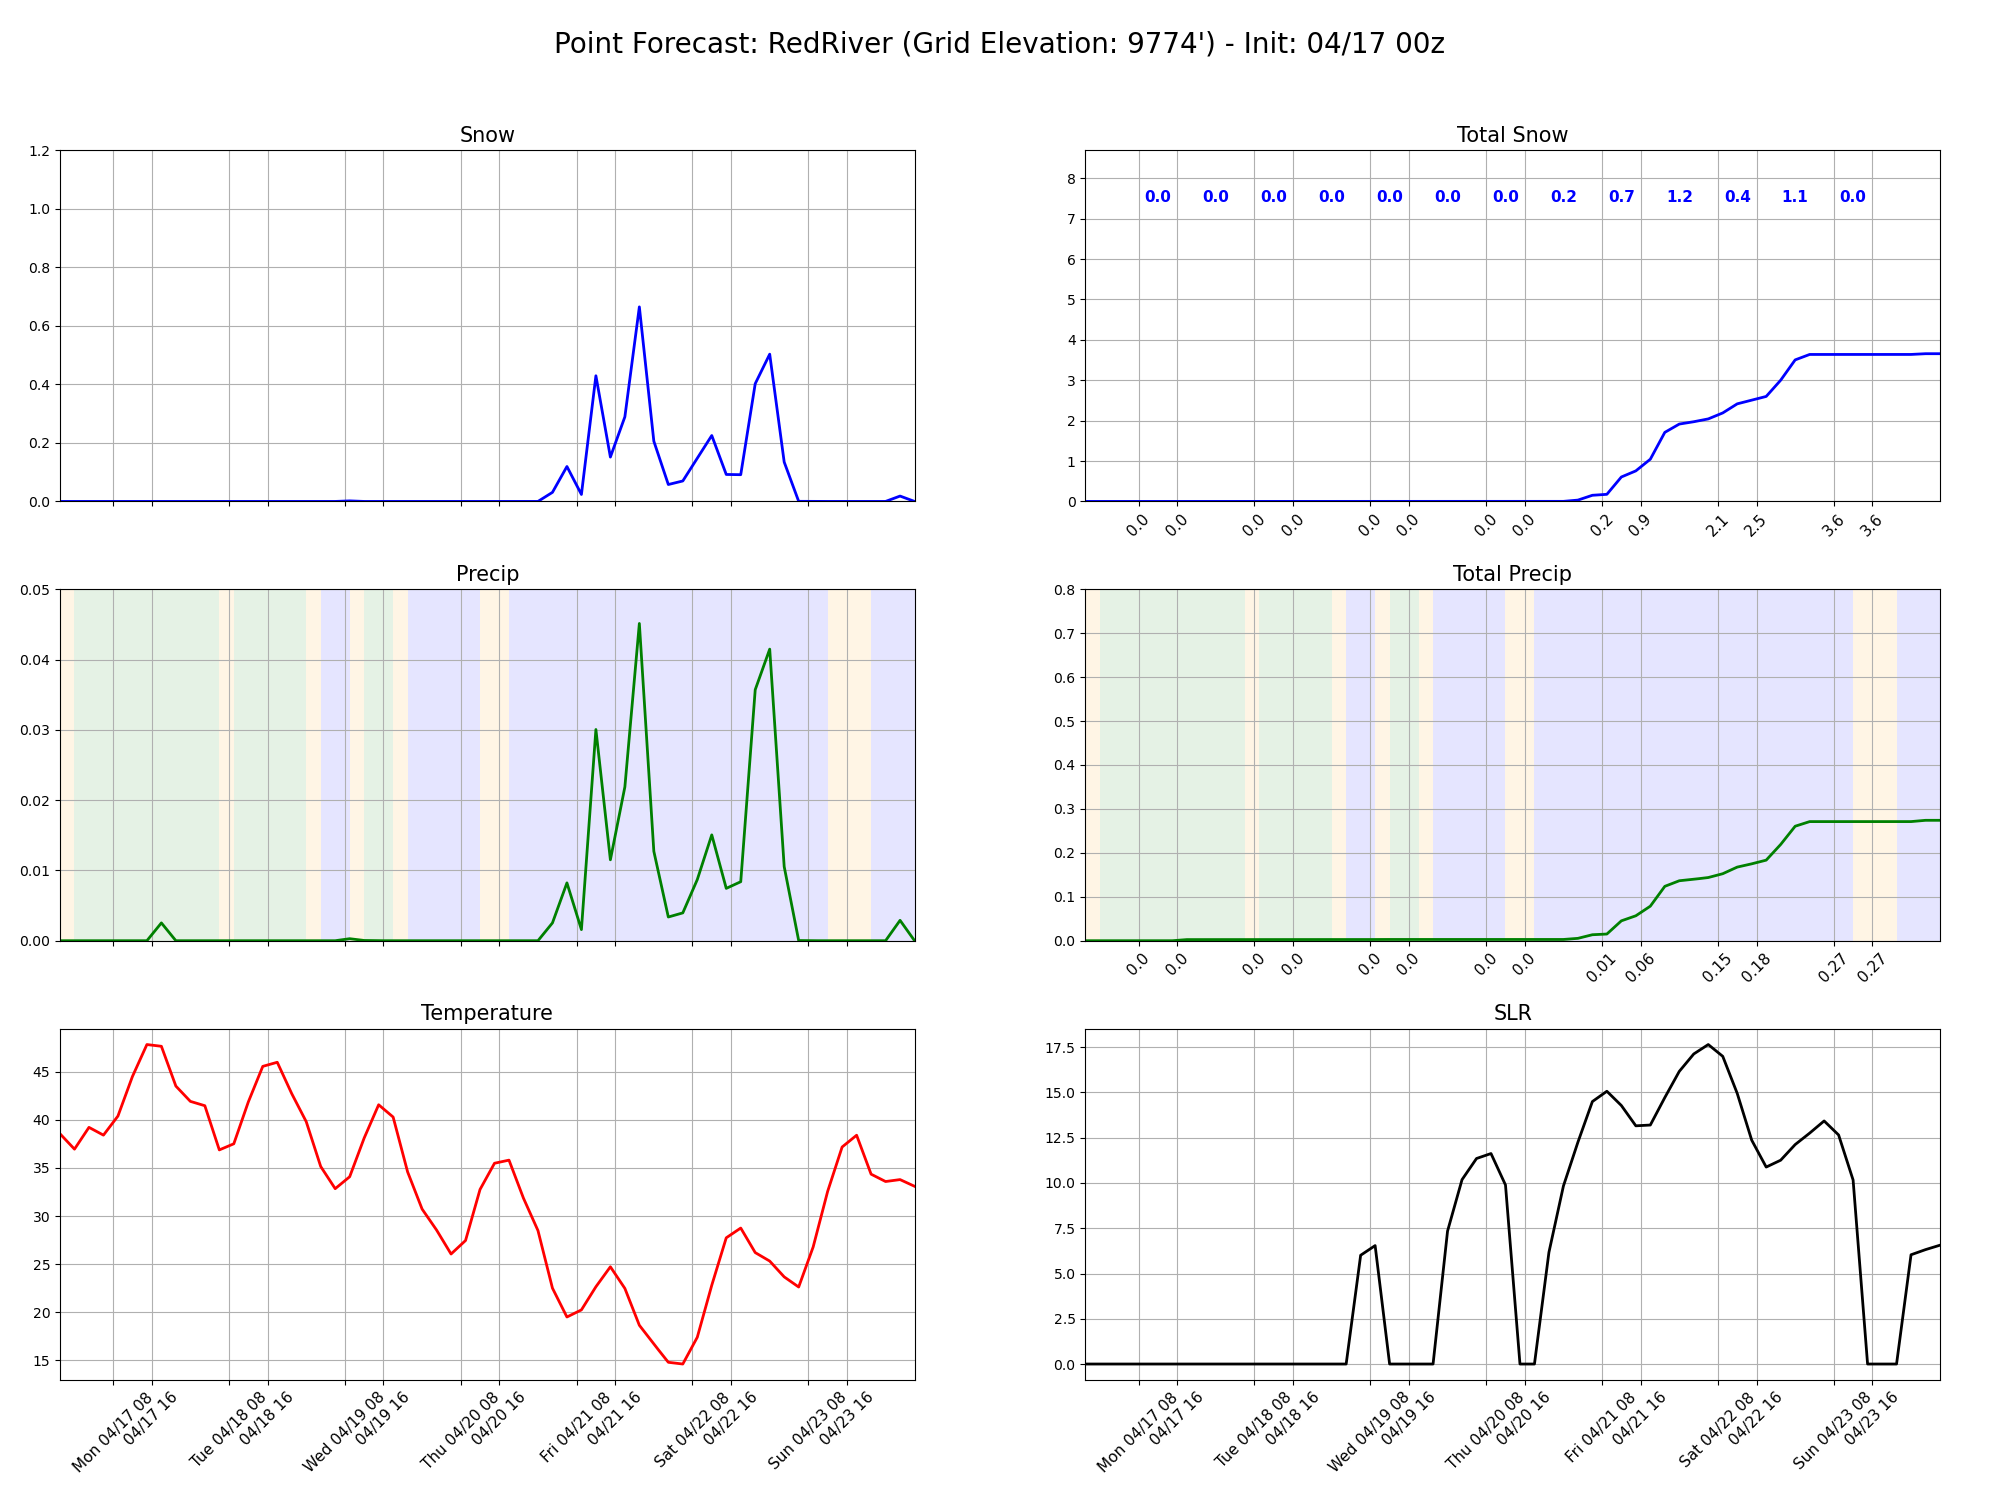 Point Forecast: RedRiver (Grid Elevation: 9774') - Init: 04/17 00z
Snow
1.2
1.0
0.8
0.6
0.4
0.2
0.0
Total Snow
8
7
6
5
4
3
2
1
0
0.0 0.0 0.0 0.0 0.0 0.0 0.0 0.2 0.7 1.2 0.4 1.1 0.0
0.0 0.0 0.0 0.0 0.0 0.0 0.0 0.0 0.2 0.9 2.1 2.5 3.6 3.6
Precip
0.05
0.04
0.03
0.02
0.01
0.00
Total Precip
0.8
0.7
0.6
0.5
0.4
0.3
0.2
0.1
0.0
0.0 0.0 0.0 0.0 0.0 0.0 0.0 0.0 0.01 0.06 0.15 0.18 0.27 0.27
Temperature
45
40
35
30
25
20
15
Mon 04/17 08
04/17 16
Tue 04/18 08
04/18 16
Wed 04/19 08
04/19 16
Thu 04/20 08
04/20 16
Fri 04/21 08
04/21 16
Sat 04/22 08
04/22 16
Sun 04/23 08
04/23 16
SLR
17.5
15.0
12.5
10.0
7.5
5.0
2.5
0.0
Mon 04/17 08
04/17 16
Tue 04/18 08
04/18 16
Wed 04/19 08
04/19 16
Thu 04/20 08
04/20 16
Fri 04/21 08
04/21 16
Sat 04/22 08
04/22 16
Sun 04/23 08
04/23 16